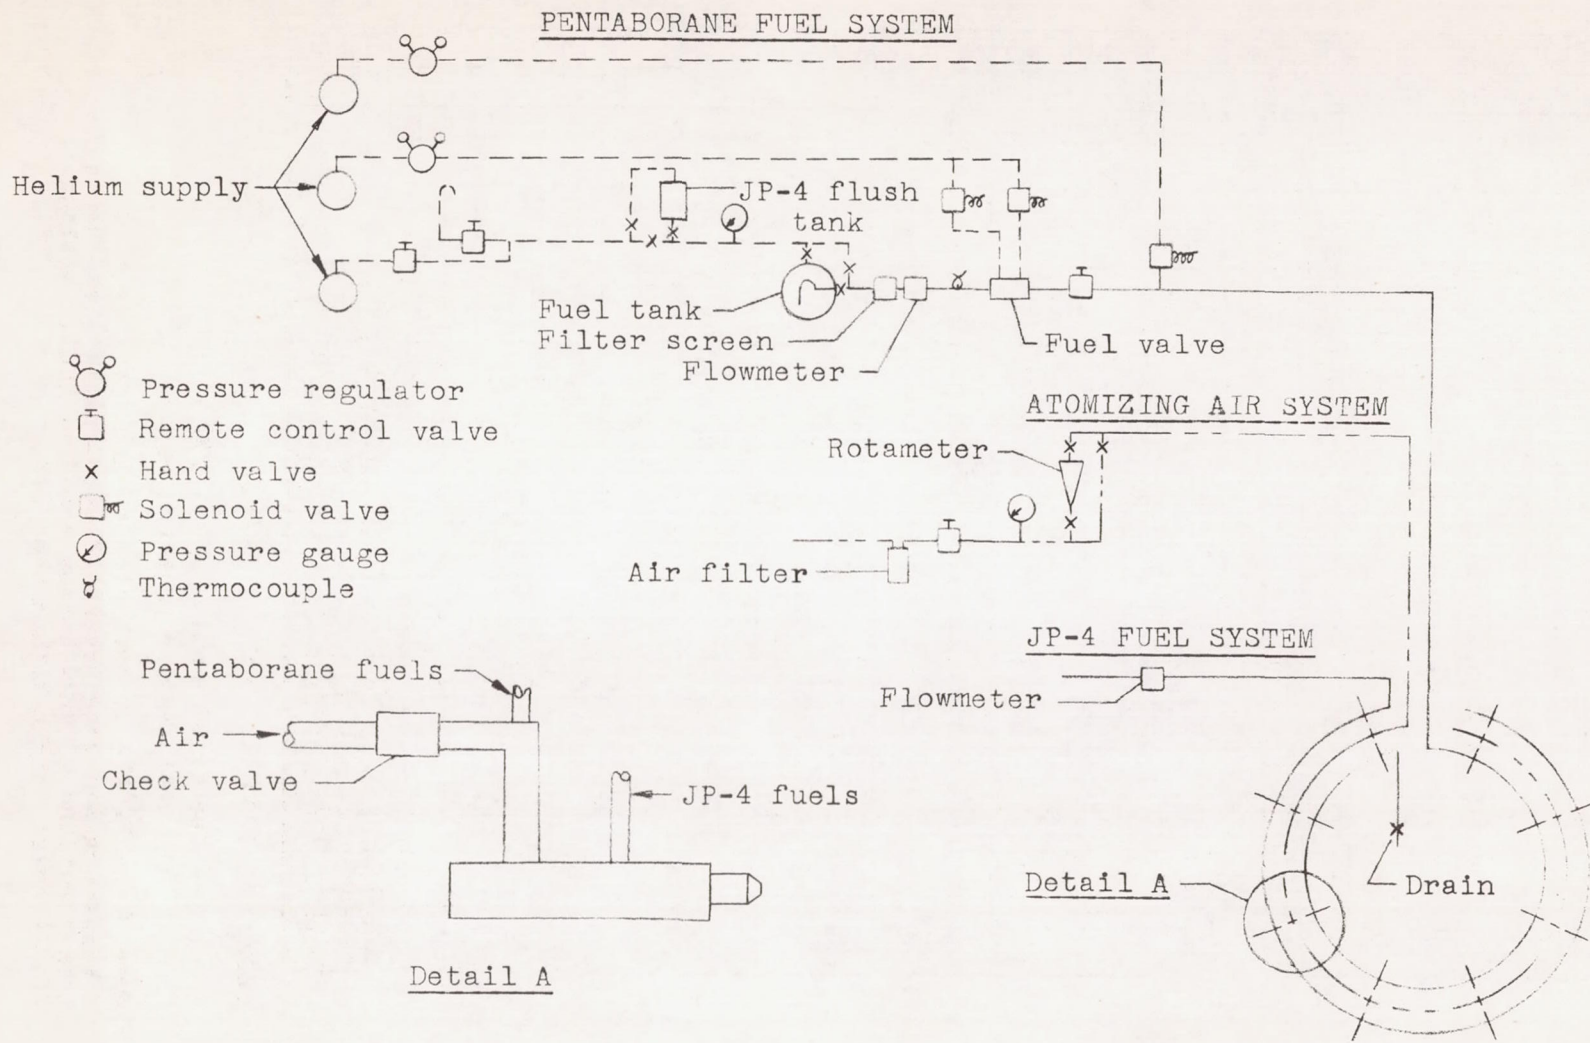 PENTABORANE FUEL SYSTEM
Helium supply
JP-4 flush
tank
Fuel tank
Filter screen
Flowmeter
Fuel valve
Pressure regulator
Remote control valve
Hand valve
Solenoid valve
Pressure gauge
Thermocouple
ATOMIZING AIR SYSTEM
Rotameter
Air filter
JP-4 FUEL SYSTEM
Flowmeter
Pentaborane fuels
Air
Check valve
JP-4 fuels
Detail A
Drain
Detail A